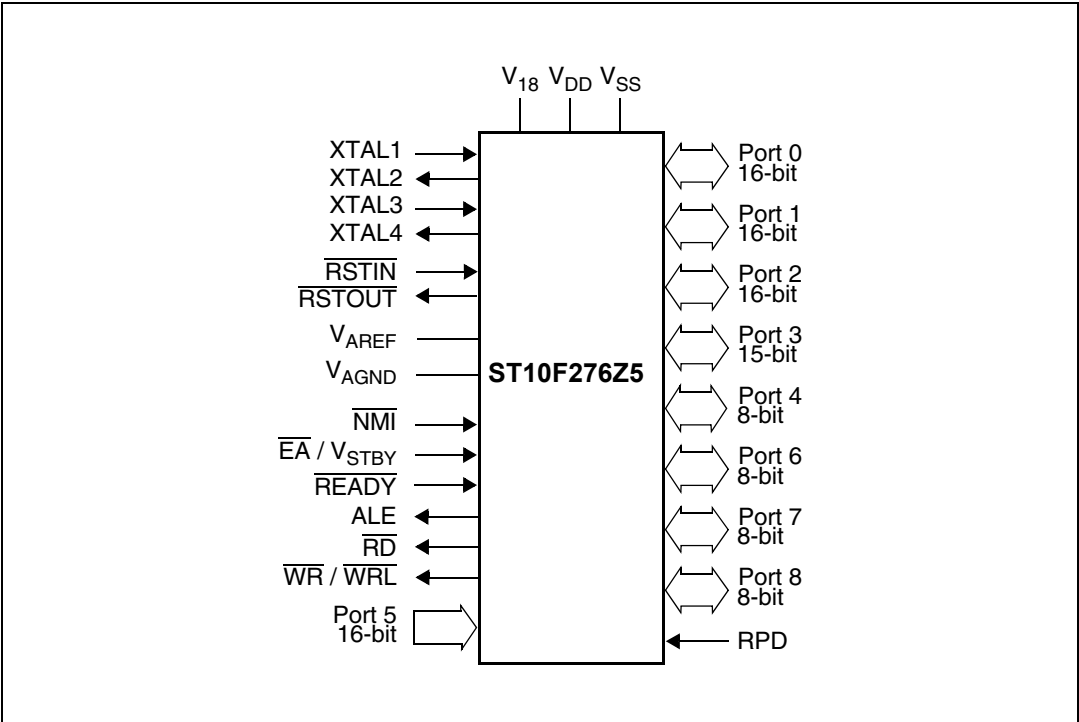 V18 VDD VSS
XTAL1
XTAL2
XTAL3
XTAL4
RSTIN
RSTOUT
VAREF
VAGND
NMI
EA / VSTBY
READY
ALE
RD
WR / WRL
Port 5
16-bit
ST10F276Z5
Port 0
16-bit
Port 1
16-bit
Port 2
16-bit
Port 3
15-bit
Port 4
8-bit
Port 6
8-bit
Port 7
8-bit
Port 8
8-bit
RPD